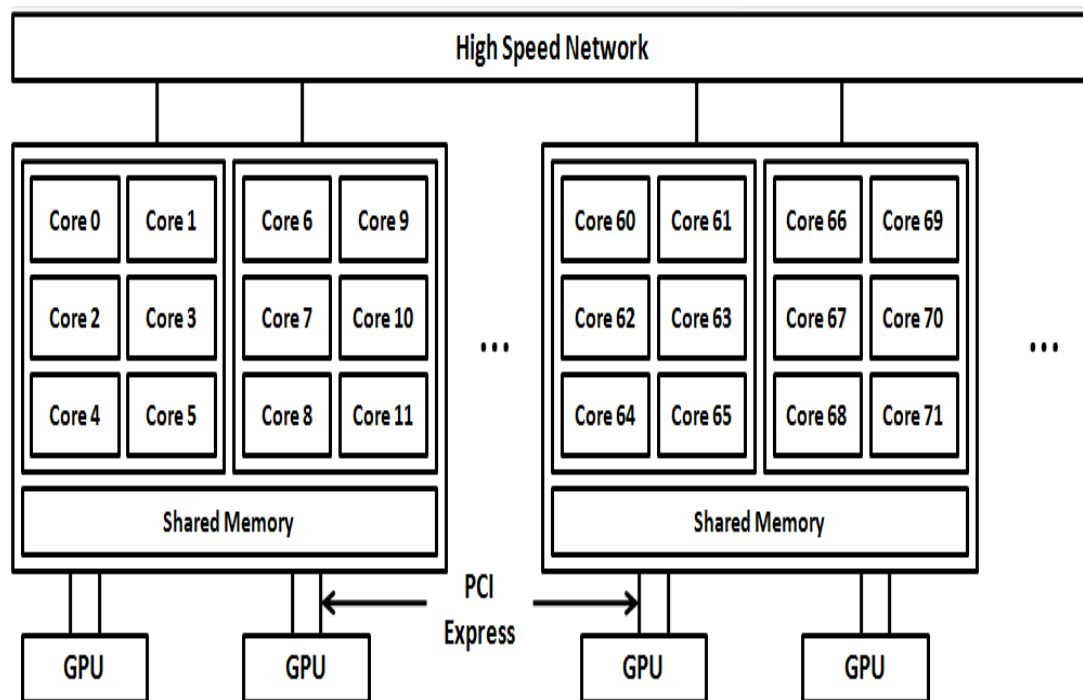 High Speed Network
Core 0 Core 1 Core 6 Core 9 Core 60 Core 61 Core 66 Core 69
Core 2 Core 3 Core 7 Core 10 Core 62 Core 63 Core 67 Core 70
... ...
Core 4 Core 5 Core 8 Core 11 Core 64 Core 65 Core 68 Core 71
Shared Memory Shared Memory
PCI
Express
GPU GPU GPU GPU